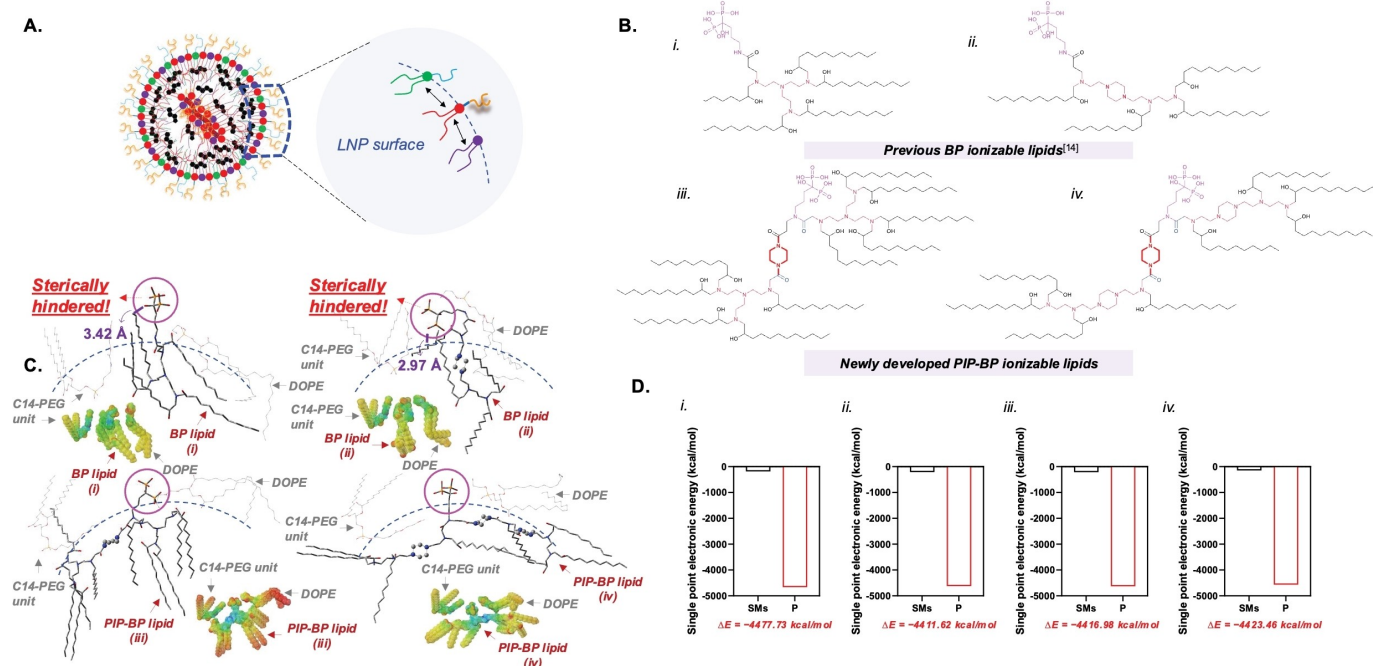 A.
LNP surface
B.
i.
ii.
Previous BP ionizable lipids[14]
iii.
iv.
Newly developed PIP-BP ionizable lipids
C.
Sterically
hindered!
3.42 Å
C14-PEG
unit
DOPE
BP lipid
(i)
BP lipid
(i)
DOPE
Sterically
hindered!
DOPE
C14-PEG
unit
2.97 Å
C14-PEG
unit
BP lipid
(ii)
BP lipid
(ii)
DOPE
DOPE
C14-PEG
unit
C14-PEG unit
DOPE
PIP-BP lipid
(iii)
PIP-BP lipid
(iii)
DOPE
C14-PEG
unit
C14-PEG unit
PIP-BP lipid
(iv)
DOPE
PIP-BP lipid
(iv)
D.
i.
Single point electronic energy (kcal/mol)
0
-1000
-2000
-3000
-4000
-5000
SMs P
ΔE = −4477.73 kcal/mol
ii.
Single point electronic energy (kcal/mol)
0
-1000
-2000
-3000
-4000
-5000
SMs P
ΔE = −4411.62 kcal/mol
iii.
Single point electronic energy (kcal/mol)
0
-1000
-2000
-3000
-4000
-5000
SMs P
ΔE = −4416.98 kcal/mol
iv.
Single point electronic energy (kcal/mol)
0
-1000
-2000
-3000
-4000
-5000
SMs P
ΔE = −4423.46 kcal/mol